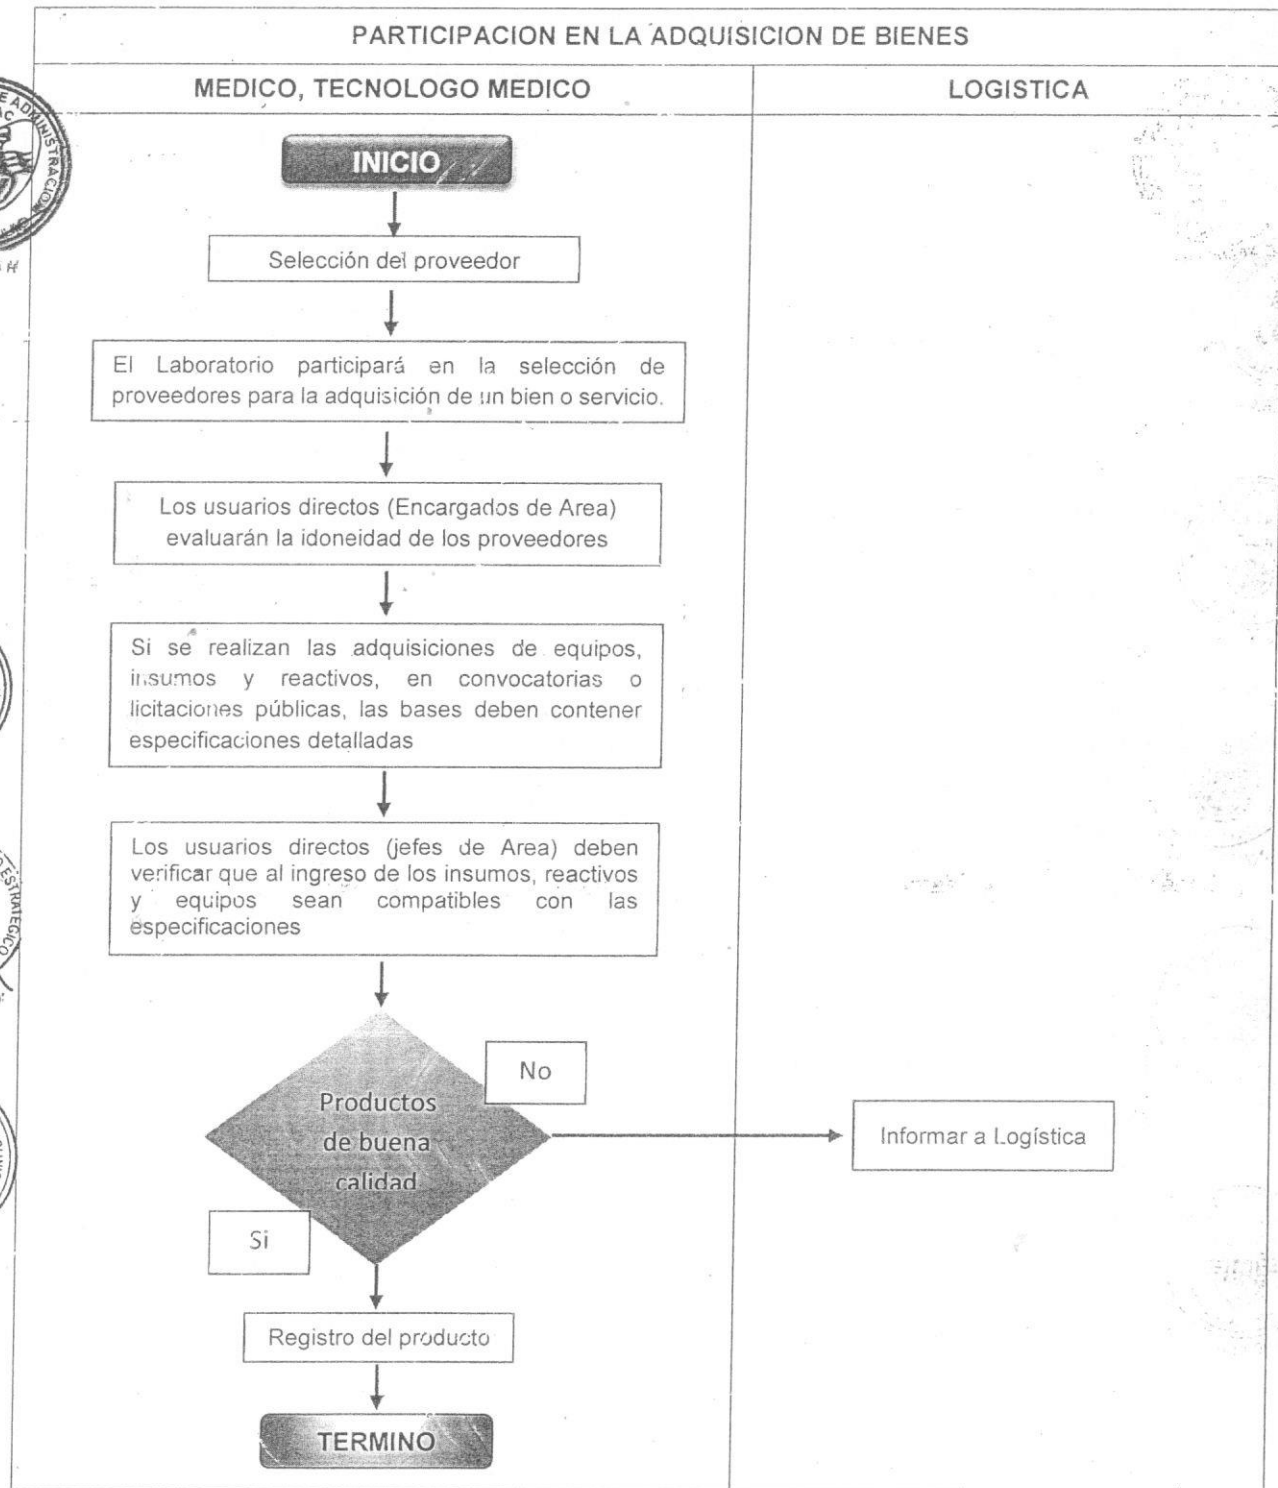 PARTICIPACION EN LA ADQUISICION DE BIENES
MEDICO, TECNOLOGO MEDICO
LOGISTICA
INICIO
Selección del proveedor
El Laboratorio participará en la selección de
proveedores para la adquisición de un bien o servicio.
Los usuarios directos (Encargados de Area)
evaluarán la idoneidad de los proveedores
Si se realizan las adquisiciones de equipos,
insumos y reactivos, en convocatorias o
licitaciones públicas, las bases deben contener
especificaciones detalladas
Los usuarios directos (jefes de Area) deben
verificar que al ingreso de los insumos, reactivos
y equipos sean compatibles con las
especificaciones
No
Productos
de buena
calidad
Informar a Logística
Si
Registro del producto
TERMINO
ADMINISTRACION
ESTRATEGICO